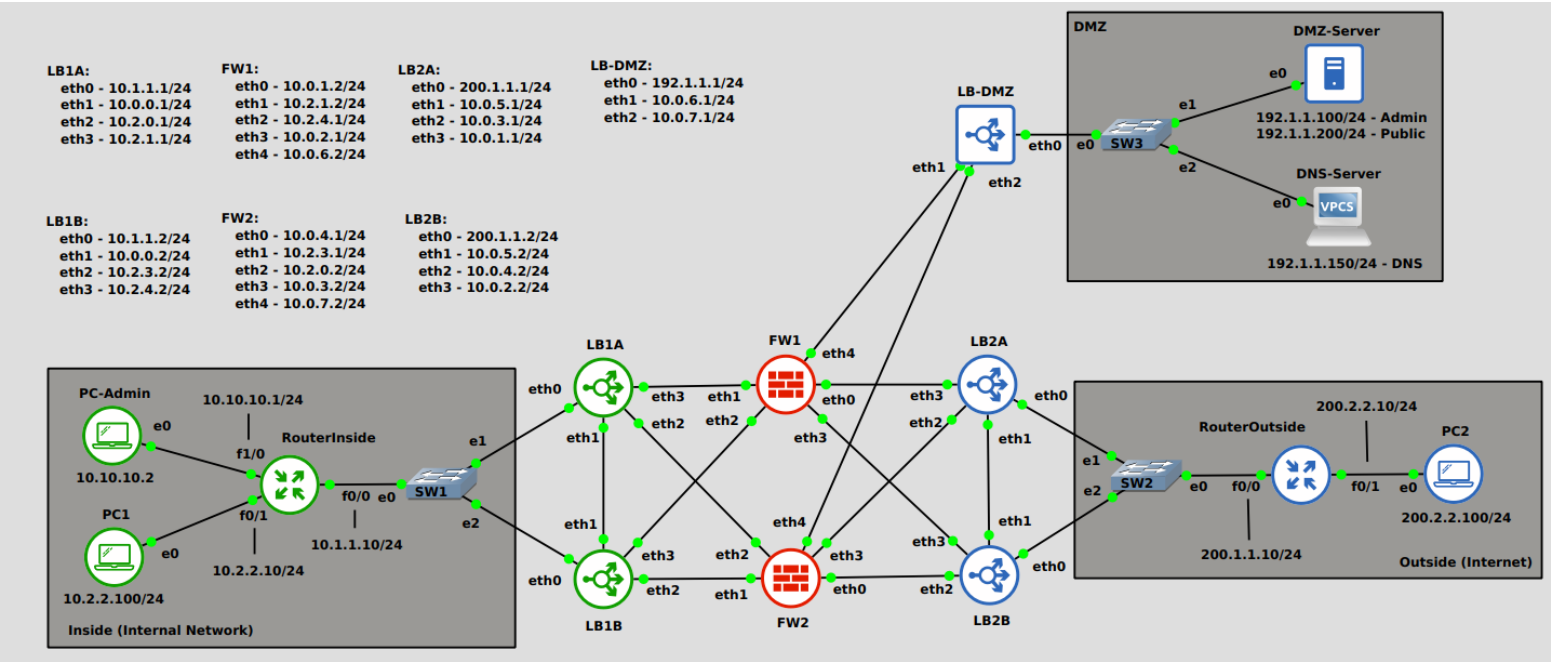 LB1A:
eth0 - 10.1.1.1/24
eth1 - 10.0.0.1/24
eth2 - 10.2.0.1/24
eth3 - 10.2.1.1/24
FW1:
eth0 - 10.0.1.2/24
eth1 - 10.2.1.2/24
eth2 - 10.2.4.1/24
eth3 - 10.0.2.1/24
eth4 - 10.0.6.2/24
LB2A:
eth0 - 200.1.1.1/24
eth1 - 10.0.5.1/24
eth2 - 10.0.3.1/24
eth3 - 10.0.1.1/24
LB-DMZ:
eth0 - 192.1.1.1/24
eth1 - 10.0.6.1/24
eth2 - 10.0.7.1/24
LB1B:
eth0 - 10.1.1.2/24
eth1 - 10.0.0.2/24
eth2 - 10.2.3.2/24
eth3 - 10.2.4.2/24
FW2:
eth0 - 10.0.4.1/24
eth1 - 10.2.3.1/24
eth2 - 10.2.0.2/24
eth3 - 10.0.3.2/24
eth4 - 10.0.7.2/24
LB2B:
eth0 - 200.1.1.2/24
eth1 - 10.0.5.2/24
eth2 - 10.0.4.2/24
eth3 - 10.0.2.2/24
DMZ
DMZ-Server
e0
192.1.1.100/24 - Admin
192.1.1.200/24 - Public
LB-DMZ
eth0
eth1
eth2
e0
SW3
e1
e2
DNS-Server
e0
VPCS
192.1.1.150/24 - DNS
PC-Admin
e0
10.10.10.2
10.10.10.1/24
f1/0
RouterInside
PC1
e0
10.2.2.100/24
f0/1
10.2.2.10/24
f0/0
10.1.1.10/24
e0
SW1
e1
e2
Inside (Internal Network)
LB1A
eth0
eth3
eth1
eth2
LB1B
eth1
eth0
eth3
eth2
FW1
eth4
eth1
eth0
eth2
eth3
FW2
eth4
eth2
eth3
eth1
eth0
LB2A
eth3
eth0
eth2
eth1
LB2B
eth1
eth3
eth0
eth2
e1
e2
SW2
e0
RouterOutside
f0/0
200.1.1.10/24
f0/1
200.2.2.10/24
PC2
e0
200.2.2.100/24
Outside (Internet)